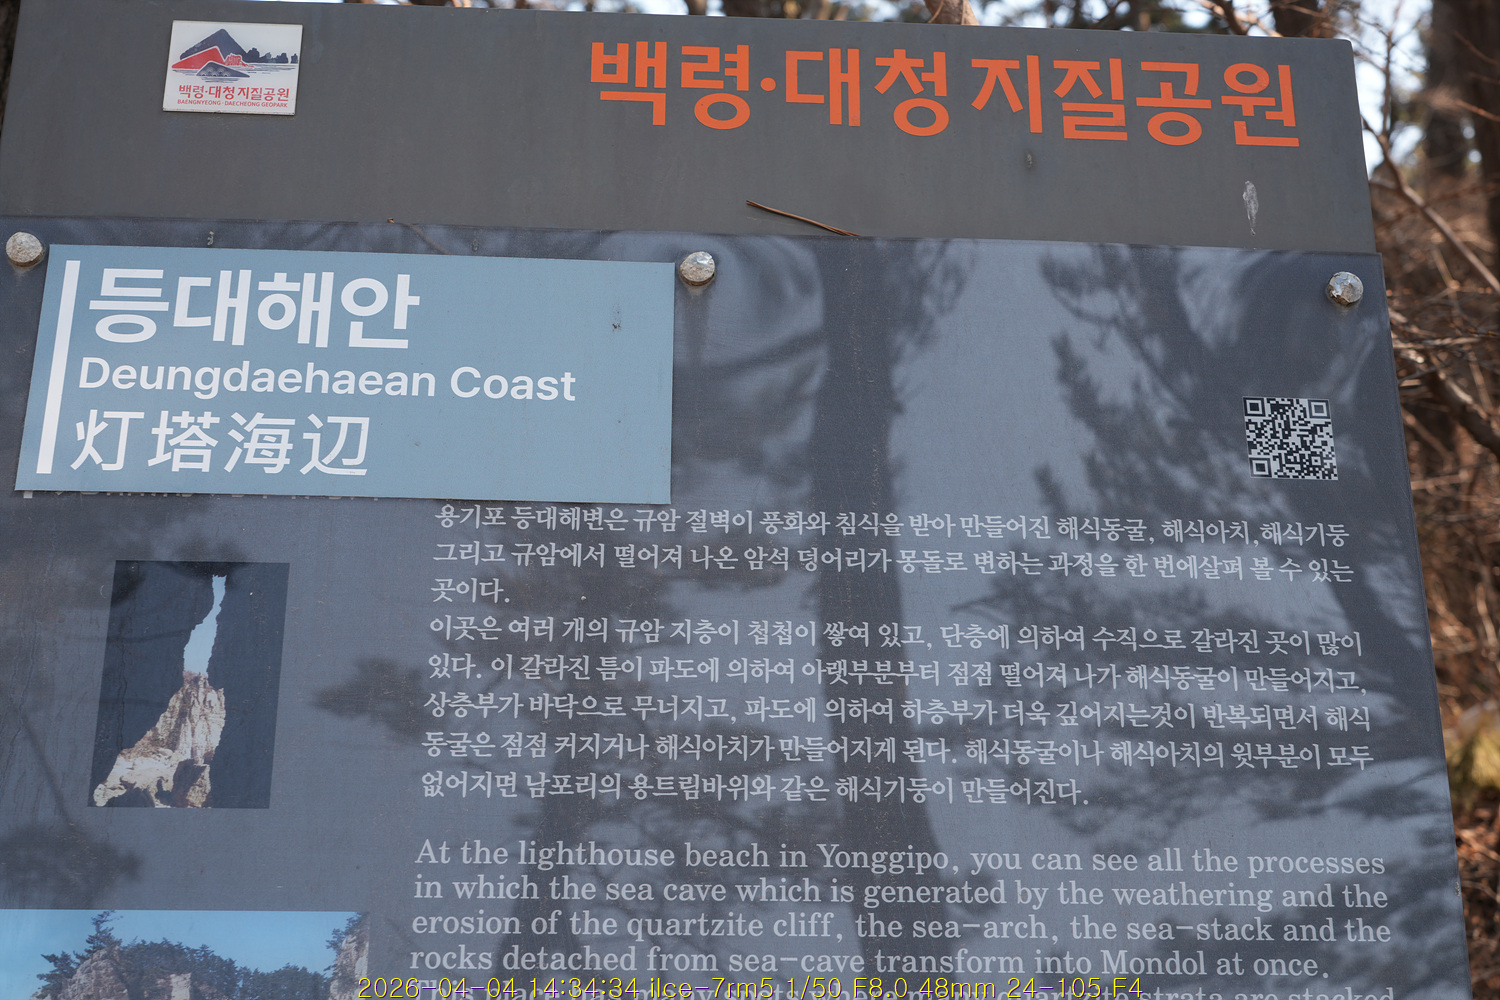 백령·대청 지질공원
BAENGNYEONG·DAECHEONG GEOPARK
백령·대청 지질공원
등대해안
Deungdaehaean Coast
灯塔海辺
용기포 등대해변은 규암 절벽이 풍화와 침식을 받아 만들어진 해식동굴, 해식아치,해식기둥
그리고 규암에서 떨어져 나온 암석 덩어리가 몽돌로 변하는 과정을 한 번에살펴 볼 수 있는
곳이다.
이곳은 여러 개의 규암 지층이 첩첩이 쌓여 있고, 단층에 의하여 수직으로 갈라진 곳이 많이
있다. 이 갈라진 틈이 파도에 의하여 아랫부분부터 점점 떨어져 나가 해식동굴이 만들어지고,
상층부가 바닥으로 무너지고, 파도에 의하여 하층부가 더욱 깊어지는것이 반복되면서 해식
동굴은 점점 커지거나 해식아치가 만들어지게 된다. 해식동굴이나 해식아치의 윗부분이 모두
없어지면 남포리의 용트림바위와 같은 해식기둥이 만들어진다.
At the lighthouse beach in Yonggipo, you can see all the processes
in which the sea cave which is generated by the weathering and the
erosion of the quartzite cliff, the sea-arch, the sea-stack and the
rocks detached from sea-cave transform into Mondol at once.
2026-04-04 14:34:34 ilce-7rm5 1/50 F8.0 48mm 24-105 F4
strata are stacked